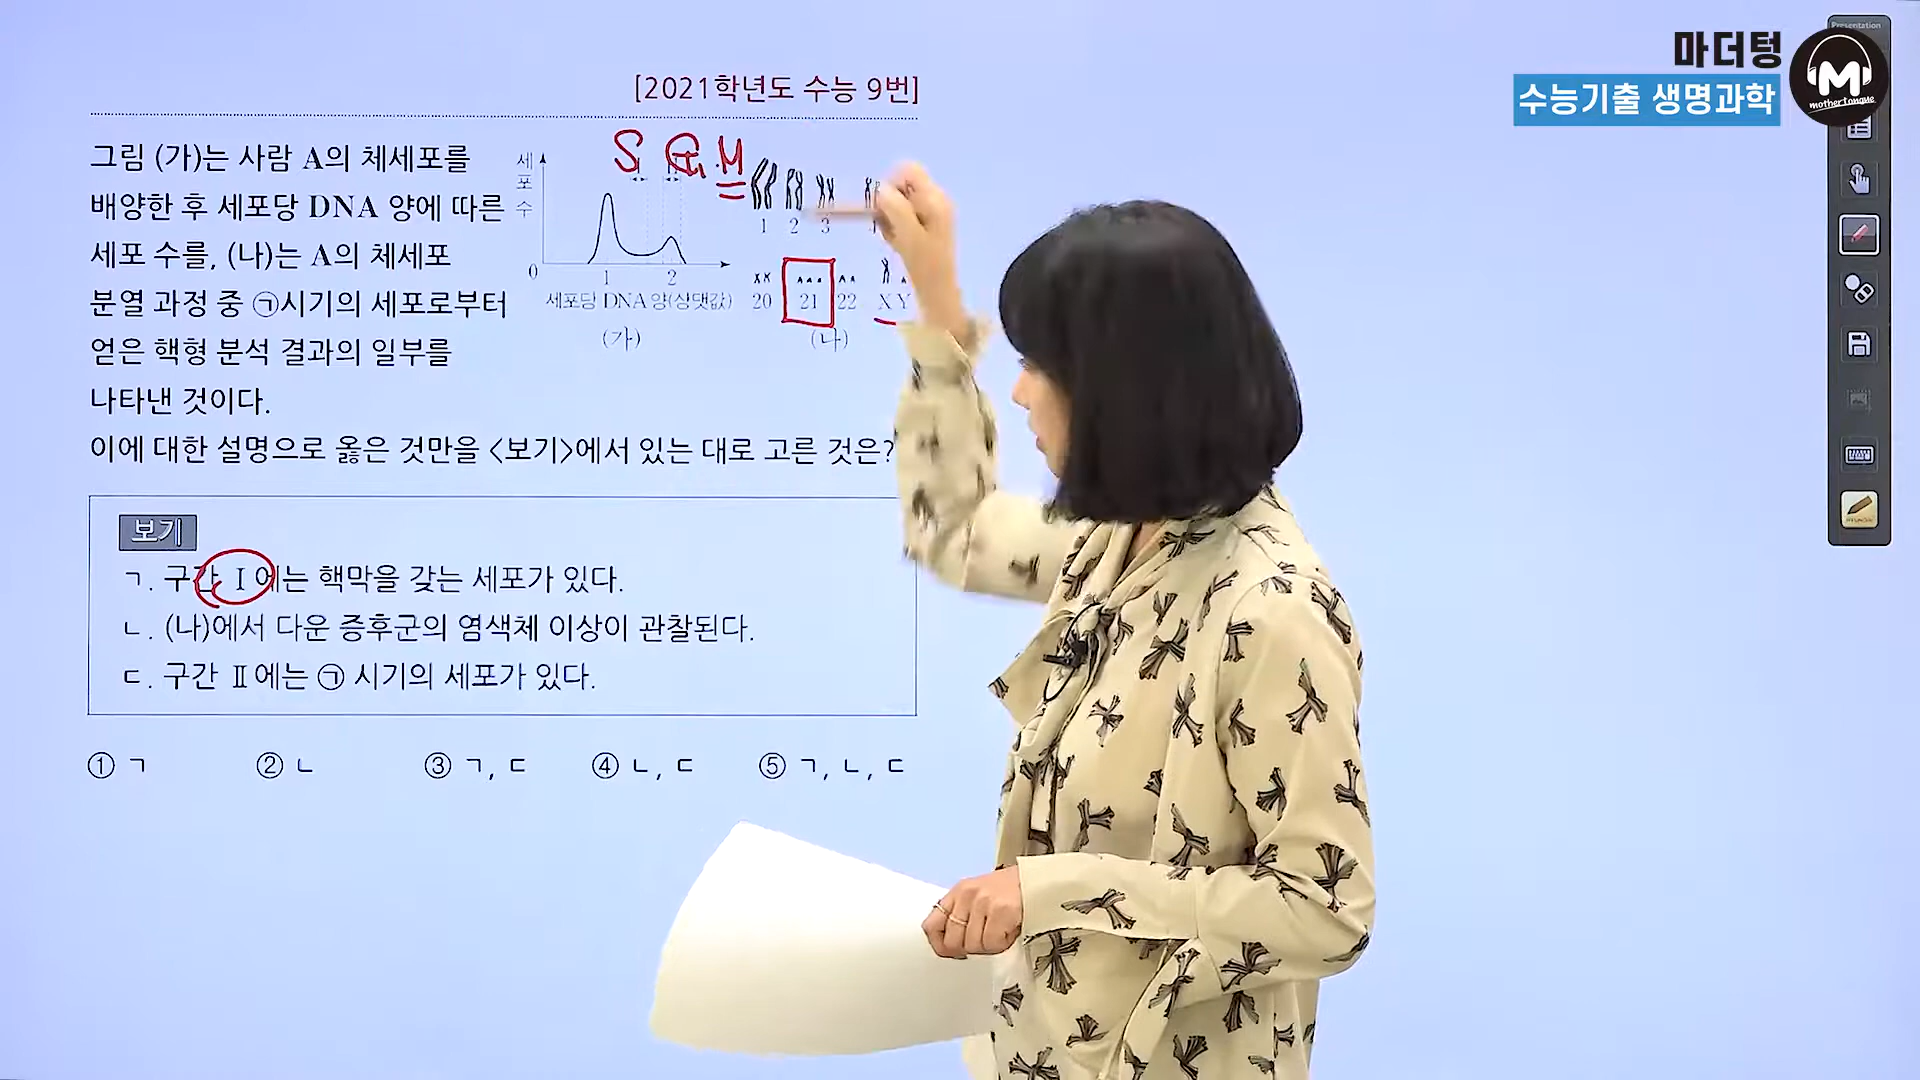 Presentation
마더텅
수능기출 생명과학
mothertongue
[2021학년도 수능 9번]
그림 (가)는 사람 A의 체세포를
배양한 후 세포당 DNA 양에 따른
세포 수를, (나)는 A의 체세포
분열 과정 중 ㉠시기의 세포로부터
얻은 핵형 분석 결과의 일부를
나타낸 것이다.
이에 대한 설명으로 옳은 것만을 <보기>에서 있는 대로 고른 것은?
세포수
S G₁ M
0 1 2
세포당 DNA 양(상댓값)
(가)
1 2 3
20 21 22 X Y
(나)
보기
ㄱ. 구간 Ⅰ에는 핵막을 갖는 세포가 있다.
ㄴ. (나)에서 다운 증후군의 염색체 이상이 관찰된다.
ㄷ. 구간 Ⅱ에는 ㉠ 시기의 세포가 있다.
① ㄱ ② ㄴ ③ ㄱ, ㄷ ④ ㄴ, ㄷ ⑤ ㄱ, ㄴ, ㄷ